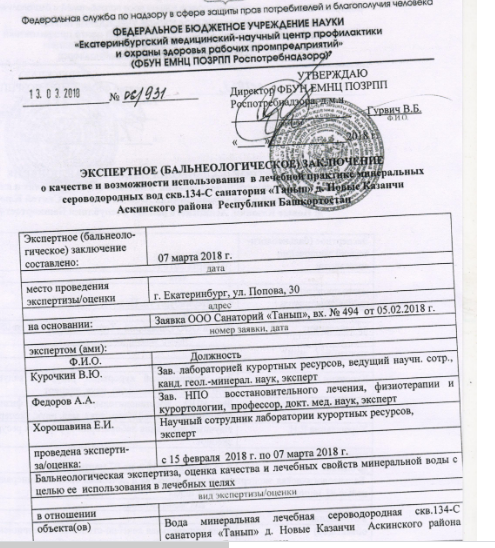 Федеральная служба по надзору в сфере защиты прав потребителей и благополучия человека
ФЕДЕРАЛЬНОЕ БЮДЖЕТНОЕ УЧРЕЖДЕНИЕ НАУКИ
«Екатеринбургский медицинский-научный центр профилактики
и охраны здоровья рабочих промпредприятий»
(ФБУН ЕМНЦ ПОЗРПП Роспотребнадзора)
УТВЕРЖДАЮ
13.03.2018 № 06/931
Директор ФБУН ЕМНЦ ПОЗРПП
Роспотребнадзора, д.м.н.
Гурвич В.Б.
Ф.И.О.
2018 г.
ЭКСПЕРТНОЕ (БАЛЬНЕОЛОГИЧЕСКОЕ) ЗАКЛЮЧЕНИЕ
о качестве и возможности использования в лечебной практике минеральных
сероводородных вод скв.134-С санатория «Танып» д. Новые Казанчи
Аскинского района Республики Башкортостан
Экспертное (бальнеоло-
гическое) заключение
составлено:
07 марта 2018 г.
дата
место проведения
экспертизы/оценки
г. Екатеринбург, ул. Попова, 30
адрес
на основании:
Заявка ООО Санаторий «Танып», вх. № 494 от 05.02.2018 г.
номер заявки, дата
экспертом (ами):
Ф.И.О.
Должность
Курочкин В.Ю.
Зав. лабораторией курортных ресурсов, ведущий научн. сотр.,
канд. геол.-минерал. наук, эксперт
Федоров А.А.
Зав. НПО восстановительного лечения, физиотерапии и
курортологии, профессор, докт. мед. наук, эксперт
Хорошавина Е.И.
Научный сотрудник лаборатории курортных ресурсов,
эксперт
проведена эксперти-
за/оценка:
с 15 февраля 2018 г. по 07 марта 2018 г.
Бальнеологическая экспертиза, оценка качества и лечебных свойств минеральной воды с
целью ее использования в лечебных целях
вид экспертизы/оценки
в отношении
объекта(ов)
Вода минеральная лечебная сероводородная скв.134-С
санатория «Танып» д. Новые Казанчи Аскинского района